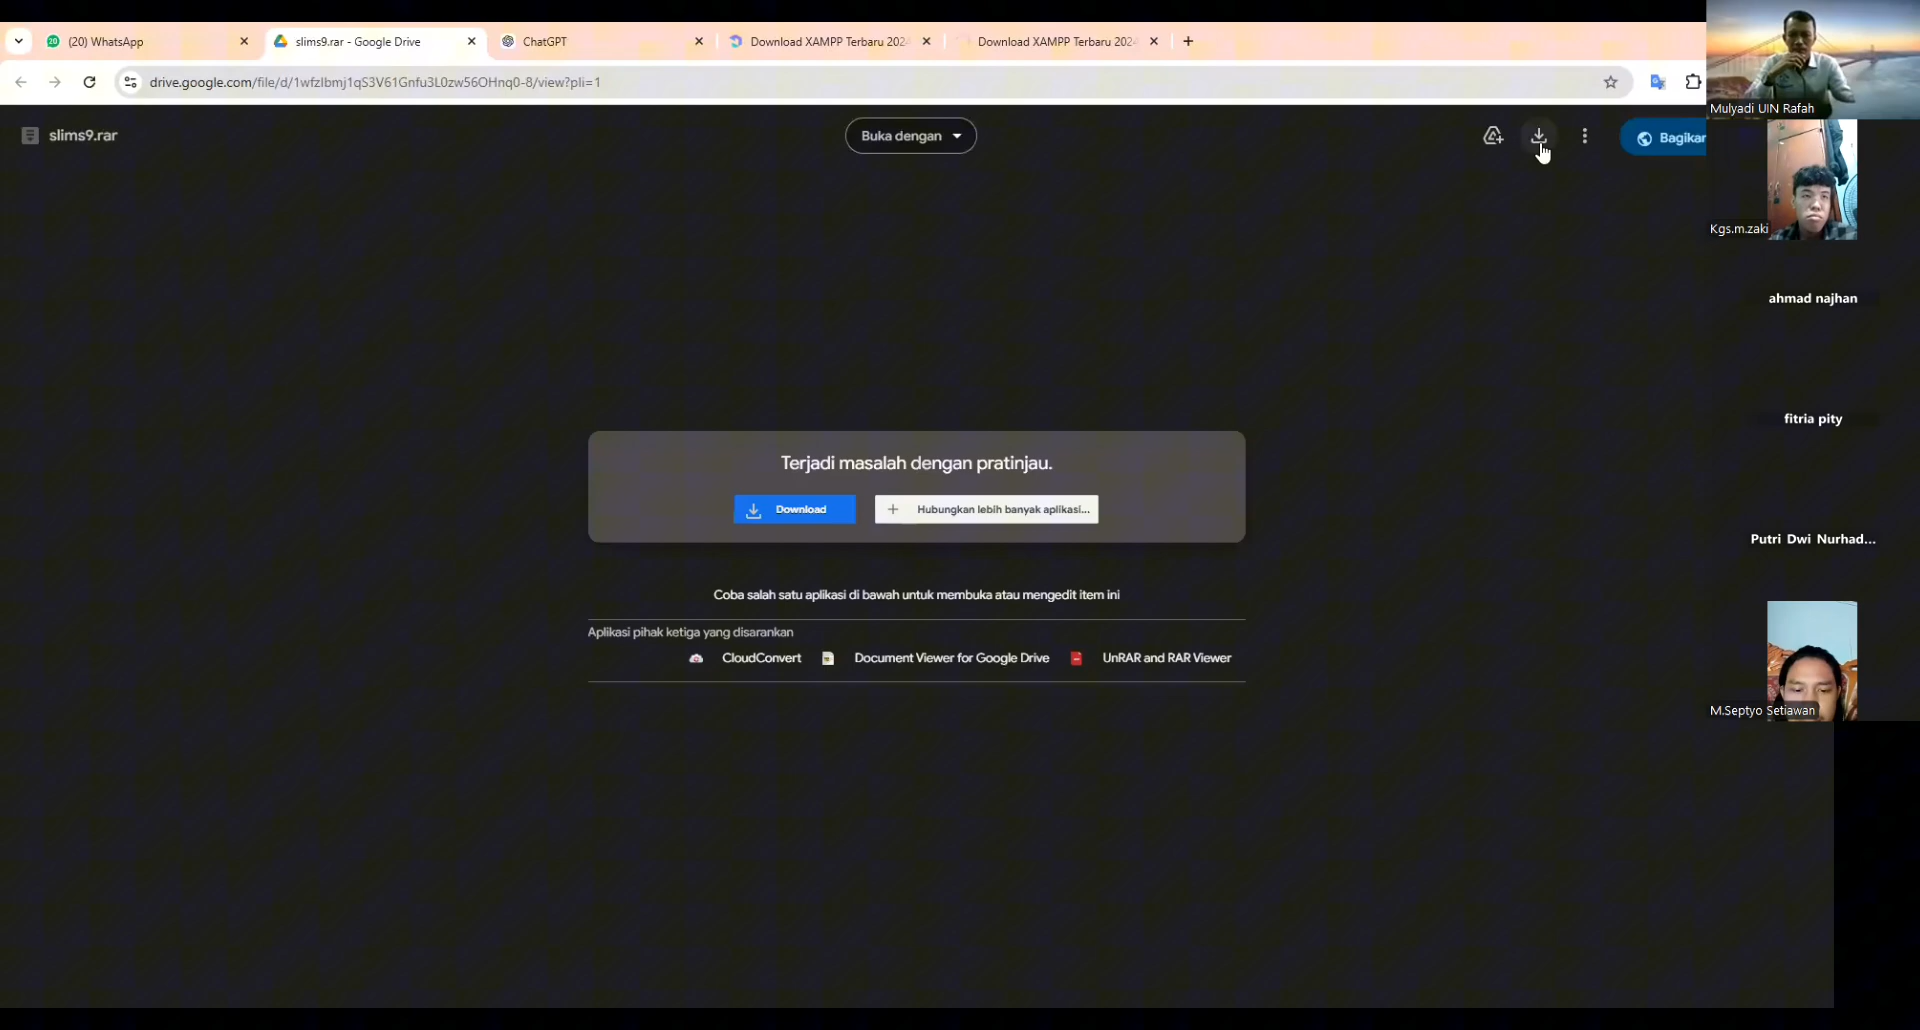 (20) WhatsApp
slims9.rar - Google Drive
ChatGPT
Download XAMPP Terbaru 2024
Download XAMPP Terbaru 2024
drive.google.com/file/d/1wfzlbmj1qS3V61Gnfu3L0zw56OHnq0-8/view?pli=1
slims9.rar
Buka dengan
Bagikan
Mulyadi UIN Rafah
Kgs.m.zaki
ahmad najhan
fitria pity
Terjadi masalah dengan pratinjau.
Download
Hubungkan lebih banyak aplikasi...
Putri Dwi Nurhad...
Coba salah satu aplikasi di bawah untuk membuka atau mengedit item ini
Aplikasi pihak ketiga yang disarankan
CloudConvert
Document Viewer for Google Drive
UnRAR and RAR Viewer
M.Septyo Setiawan